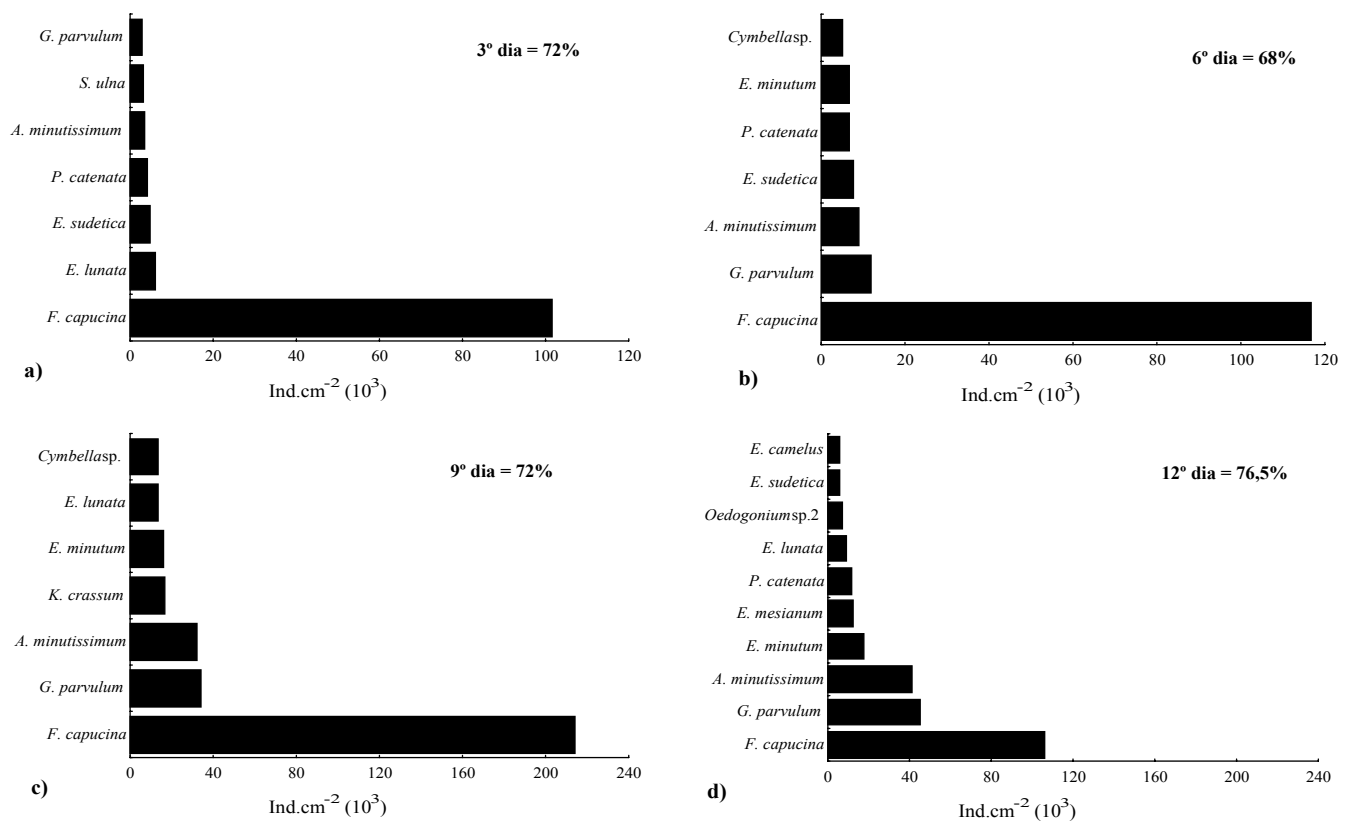 G. parvulum
3º dia = 72%
S. ulna
A. minutissimum
P. catenata
E. sudetica
E. lunata
F. capucina
0 20 40 60 80 100 120
a)
Ind.cm⁻² (10³)
Cymbellasp.
6º dia = 68%
E. minutum
P. catenata
E. sudetica
A. minutissimum
G. parvulum
F. capucina
0 20 40 60 80 100 120
b)
Ind.cm⁻² (10³)
Cymbellasp.
9º dia = 72%
E. lunata
E. minutum
K. crassum
A. minutissimum
G. parvulum
F. capucina
0 40 80 120 160 200 240
c)
Ind.cm⁻² (10³)
E. camelus
12º dia = 76,5%
E. sudetica
Oedogoniumsp.2
E. lunata
P. catenata
E. mesianum
E. minutum
A. minutissimum
G. parvulum
F. capucina
0 40 80 120 160 200 240
d)
Ind.cm⁻² (10³)